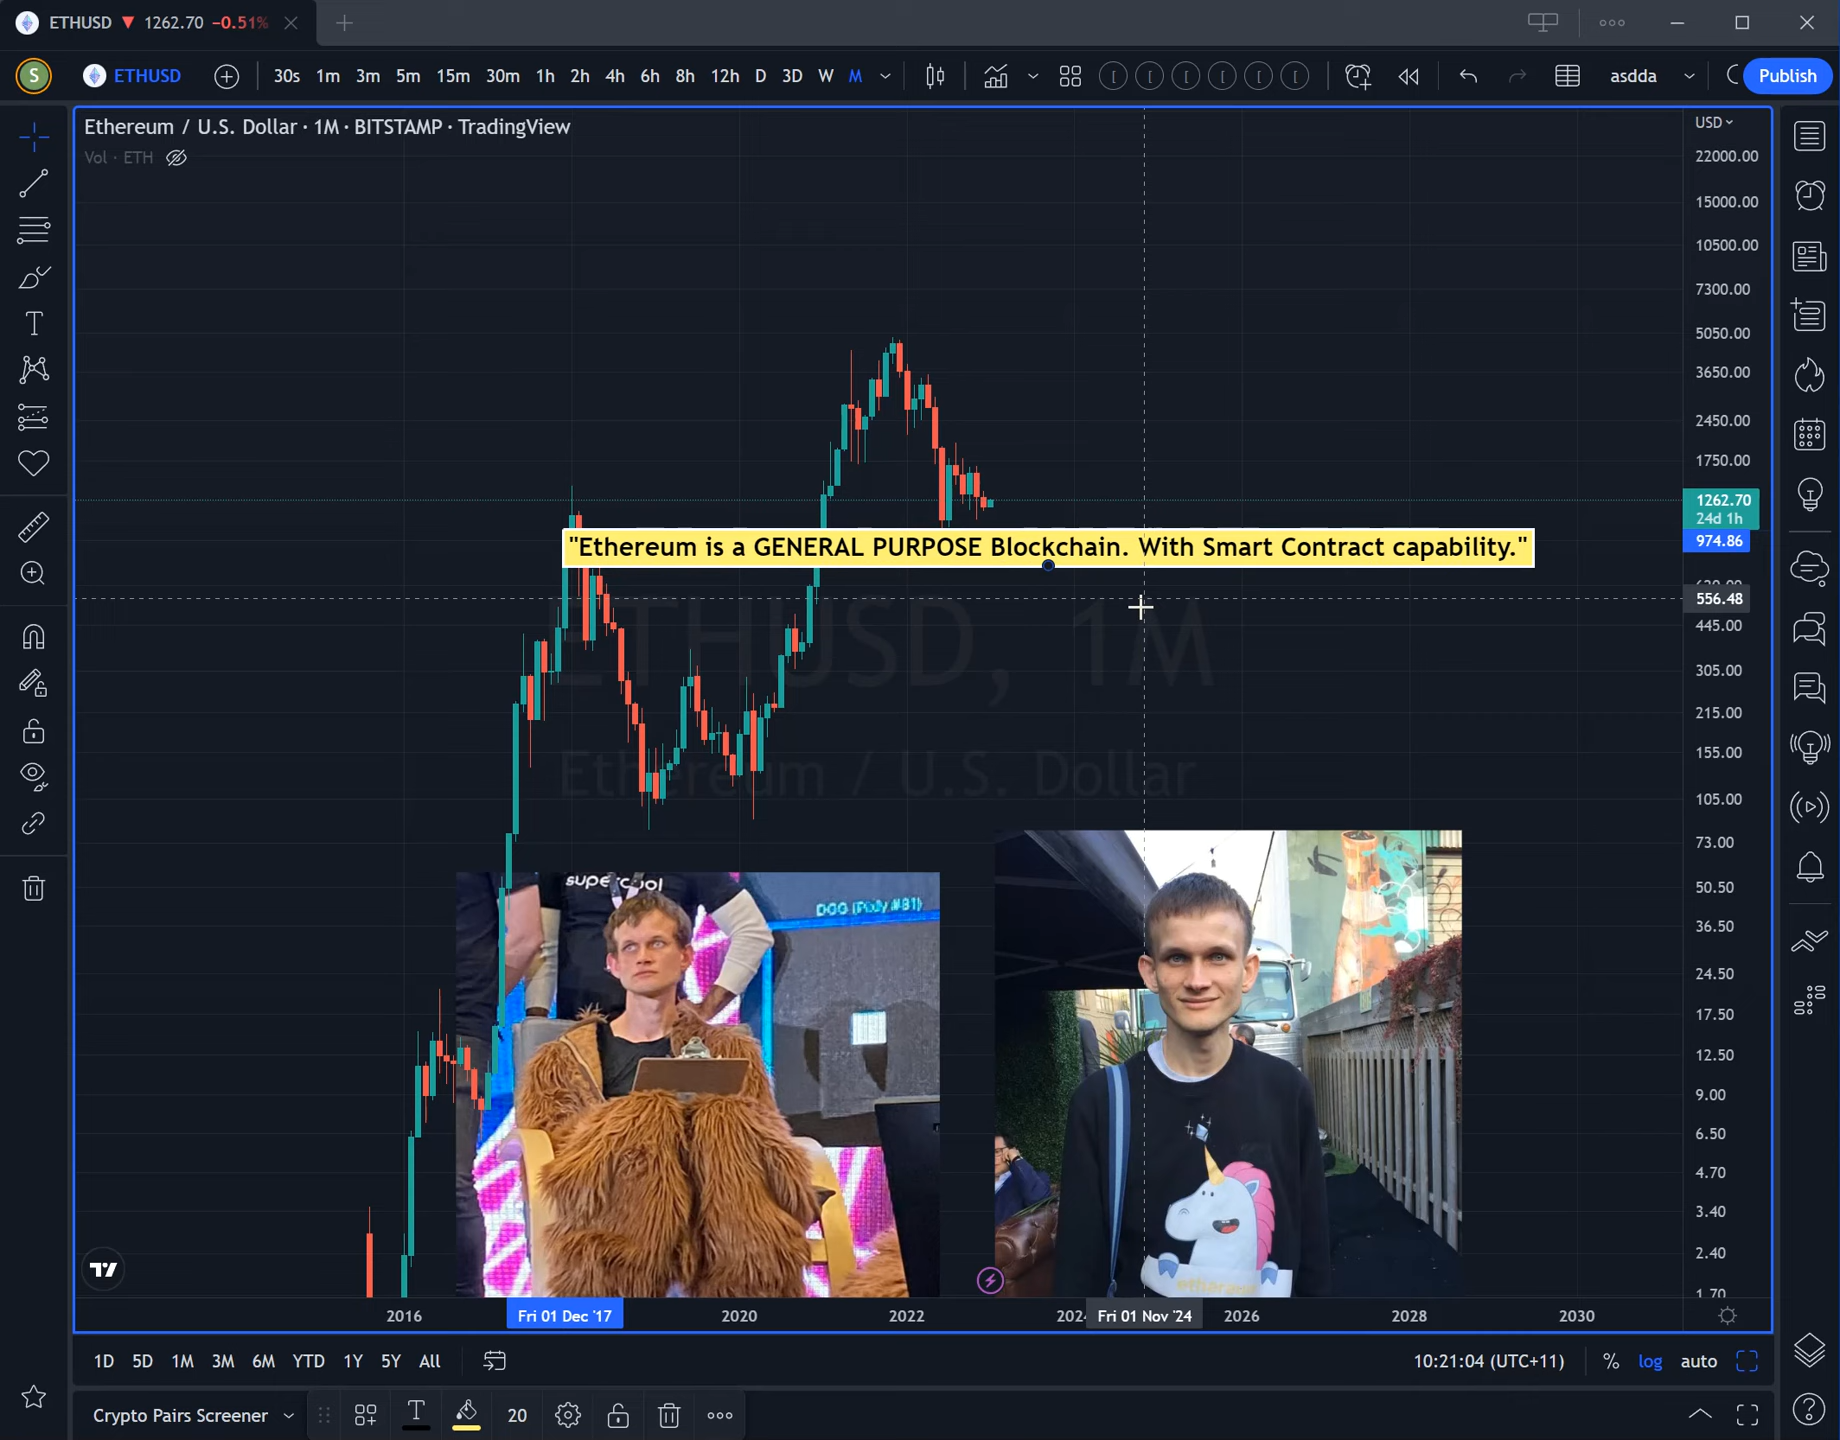 ETHUSD ▼ 1262.70 −0.51%
S ETHUSD 30s 1m 3m 5m 15m 30m 1h 2h 4h 6h 8h 12h D 3D W M asdda Publish
Ethereum / U.S. Dollar · 1M · BITSTAMP · TradingView
Vol · ETH
USD
22000.00
15000.00
10500.00
7300.00
5050.00
3650.00
2450.00
1750.00
1262.70
24d 1h
974.86
"Ethereum is a GENERAL PURPOSE Blockchain. With Smart Contract capability."
556.48
445.00
305.00
215.00
155.00
105.00
73.00
50.50
36.50
24.50
17.50
12.50
9.00
6.50
4.70
3.40
2.40
1.70
ETHUSD, 1M
Ethereum / U.S. Dollar
supercool
2016 Fri 01 Dec '17 2020 2022 Fri 01 Nov '24 2026 2028 2030
1D 5D 1M 3M 6M YTD 1Y 5Y All 10:21:04 (UTC+11) % log auto
Crypto Pairs Screener T 20